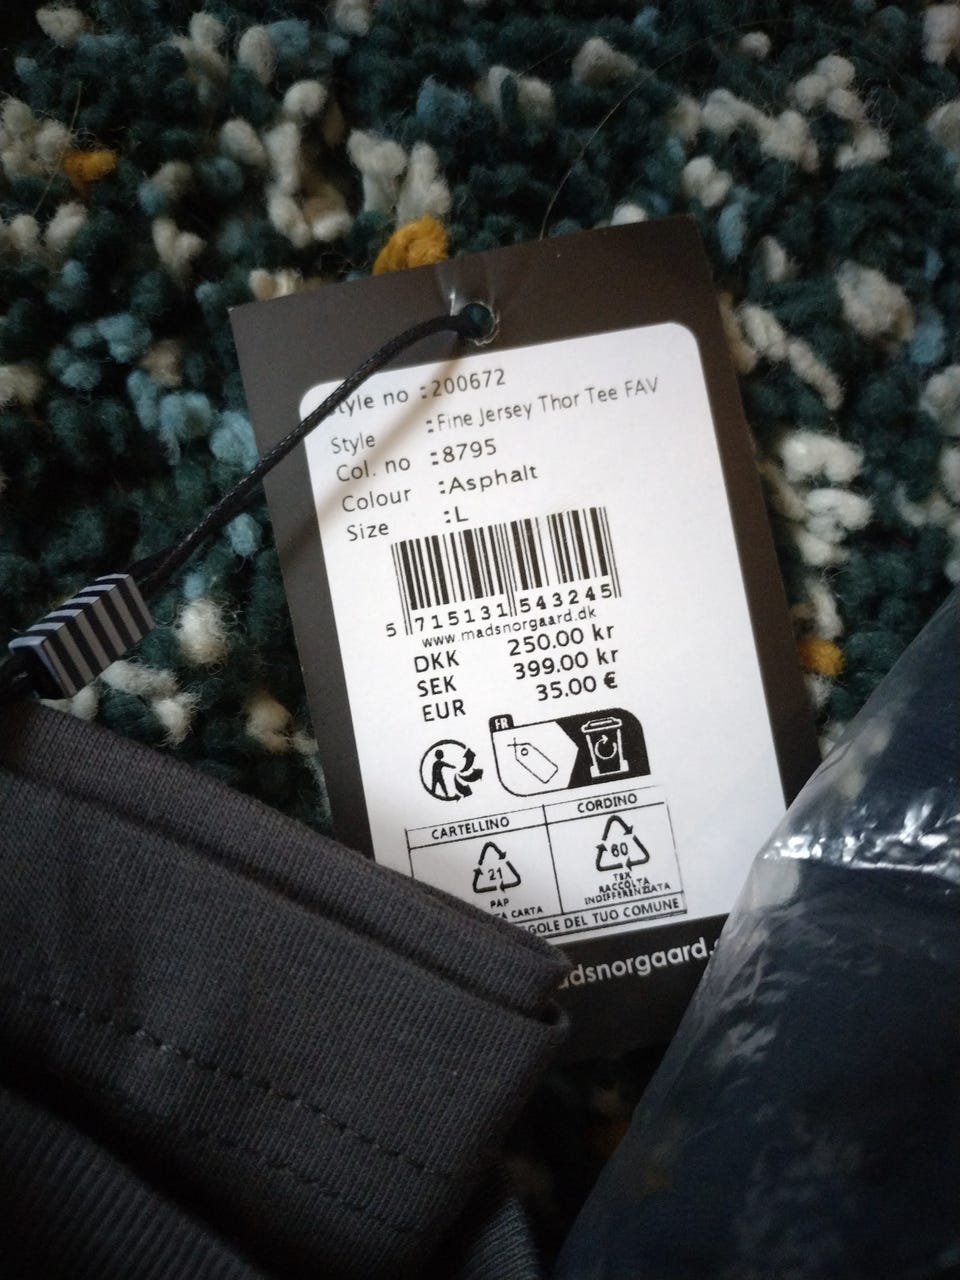 Style no :200672
Style :Fine Jersey Thor Tee FAV
Col. no :8795
Colour :Asphalt
Size :L
5 715131 543245
www.madsnorgaard.dk
DKK 250.00 kr
SEK 399.00 kr
EUR 35.00 €
FR
CARTELLINO CORDINO
21 60
PAP TEX
RACCOLTA
CARTA INDIFFERENZIATA
GOLE DEL TUO COMUNE
adsnorgaard.